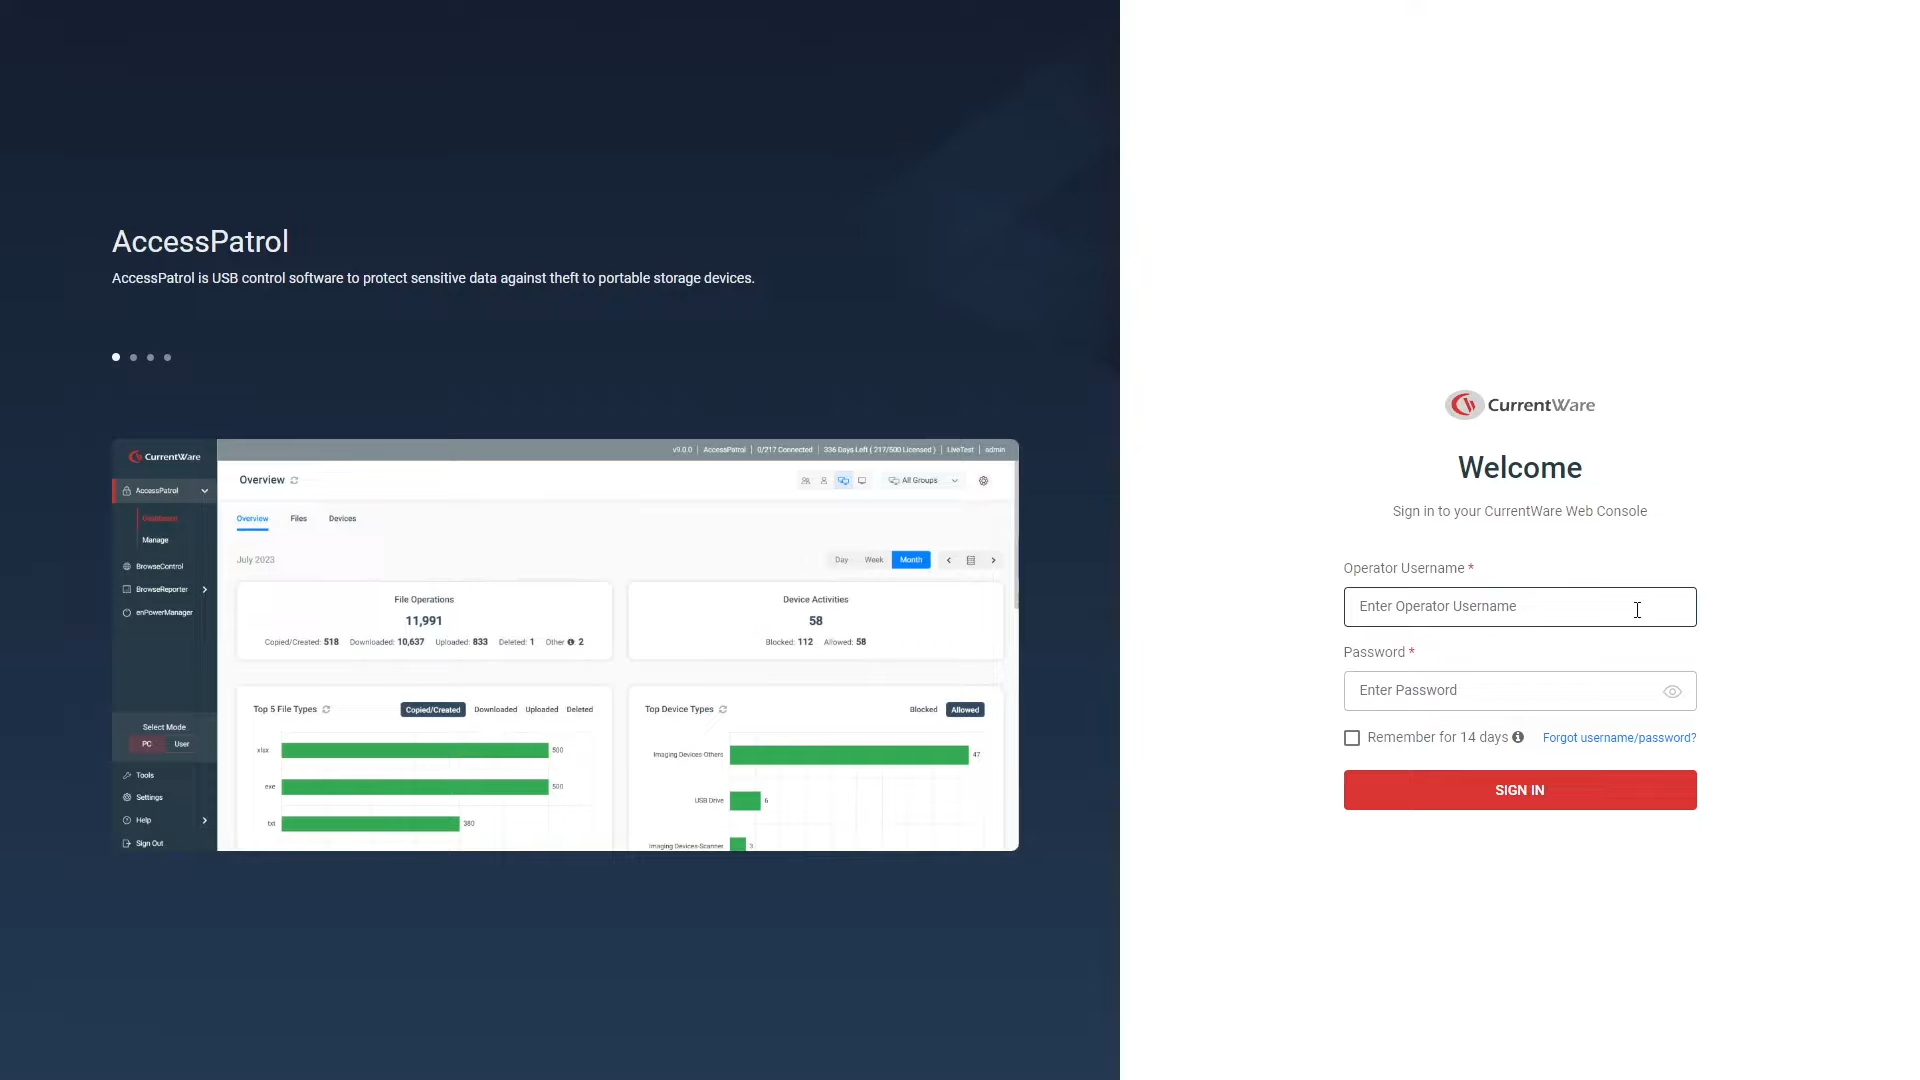 AccessPatrol
AccessPatrol is USB control software to protect sensitive data against theft to portable storage devices.
CurrentWare
v9.0.0 | AccessPatrol | 0/217 Connected | 336 Days Left ( 217/500 Licensed ) | LiveTest | admin
AccessPatrol
Dashboard
Manage
BrowseControl
BrowseReporter
enPowerManager
Select Mode
PC User
Tools
Settings
Help
Sign Out
Overview
All Groups
Overview Files Devices
July 2023
Day Week Month
File Operations
11,991
Copied/Created: 518 Downloaded: 10,637 Uploaded: 833 Deleted: 1 Other 2
Device Activities
58
Blocked: 112 Allowed: 58
Top 5 File Types Copied/Created Downloaded Uploaded Deleted
xlsx 500
exe 500
txt 380
Top Device Types Blocked Allowed
Imaging Devices-Others 47
USB Drive 6
Imaging Devices-Scanner 3
CurrentWare
Welcome
Sign in to your CurrentWare Web Console
Operator Username *
Enter Operator Username
Password *
Enter Password
Remember for 14 days Forgot username/password?
SIGN IN